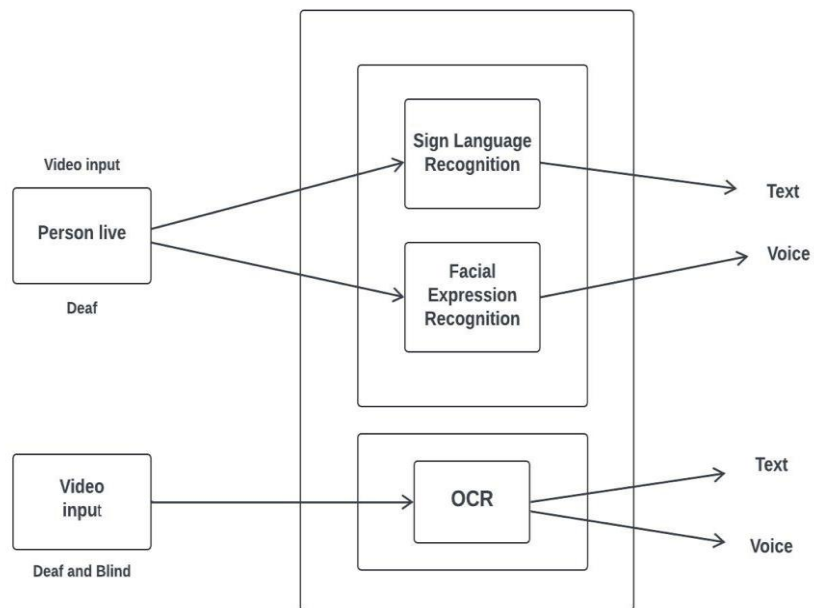 Video input
Person live
Deaf
Sign Language
Recognition
Facial
Expression
Recognition
Text
Voice
Video
input
Deaf and Blind
OCR
Text
Voice